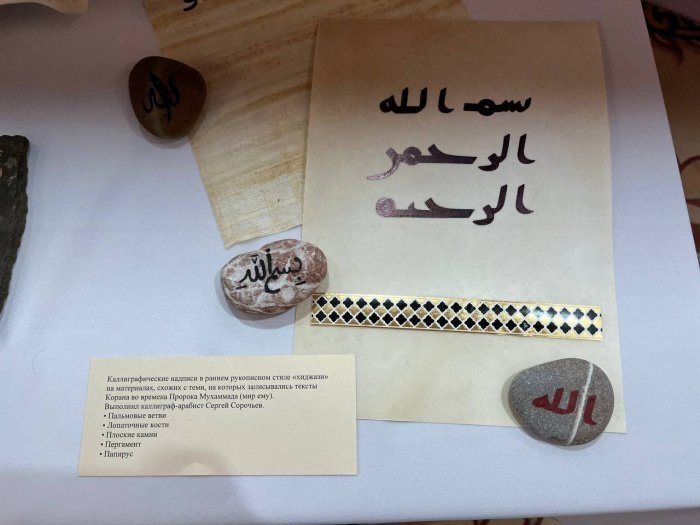 بسم الله
الرحمن
الرحيم
الله
بسم الله
الله
Каллиграфические надписи в раннем рукописном стиле «хиджази»
на материалах, схожих с теми, на которых записывались тексты
Корана во времена Пророка Мухаммада (мир ему).
Выполнил каллиграф-арабист Сергей Сорочьев.
• Пальмовые ветви
• Лопаточные кости
• Плоские камни
• Пергамент
• Папирус